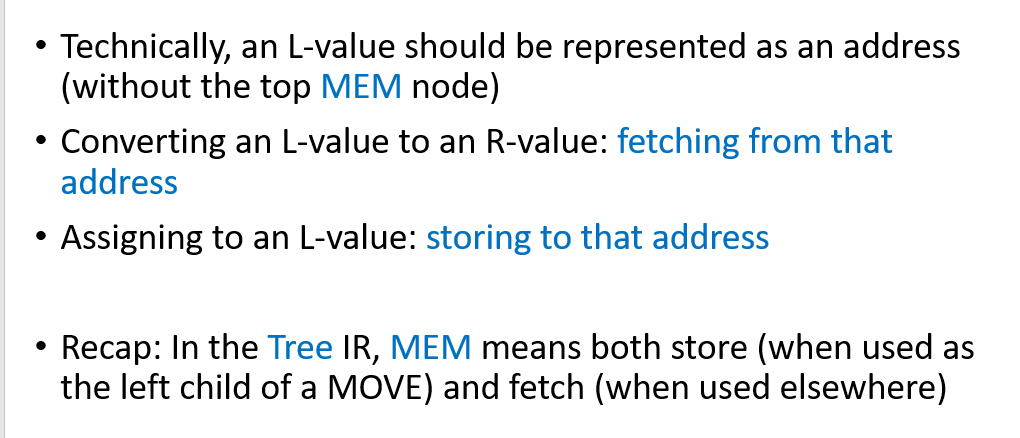 • Technically, an L-value should be represented as an address
(without the top MEM node)
• Converting an L-value to an R-value: fetching from that
address
• Assigning to an L-value: storing to that address
• Recap: In the Tree IR, MEM means both store (when used as
the left child of a MOVE) and fetch (when used elsewhere)